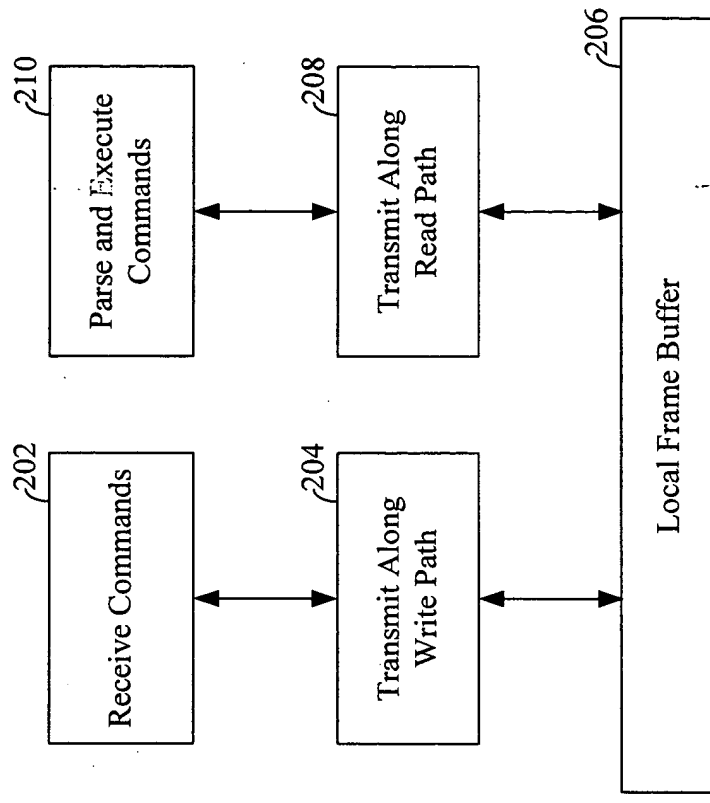 202
Receive Commands
204
Transmit Along
Write Path
210
Parse and Execute
Commands
208
Transmit Along
Read Path
206
Local Frame Buffer